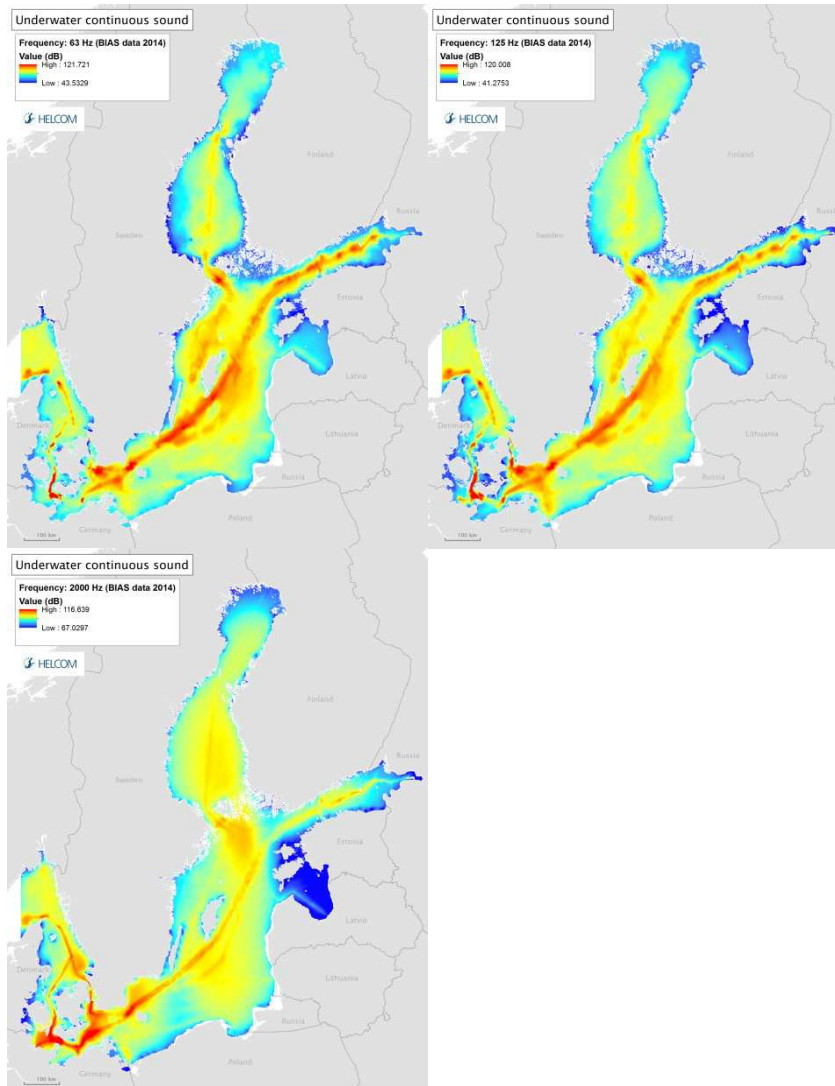 Underwater continuous sound
Frequency: 63 Hz (BIAS data 2014)
Value (dB)
High : 121.721
Low : 43.5329
HELCOM
Finland
Russia
Sweden
Estonia
Latvia
Denmark
Lithuania
Russia
Poland
Germany
100 km
Underwater continuous sound
Frequency: 125 Hz (BIAS data 2014)
Value (dB)
High : 120.008
Low : 41.2753
HELCOM
Finland
Russia
Sweden
Estonia
Latvia
Denmark
Lithuania
Russia
Poland
Germany
100 km
Underwater continuous sound
Frequency: 2000 Hz (BIAS data 2014)
Value (dB)
High : 116.639
Low : 67.0297
HELCOM
Finland
Russia
Sweden
Estonia
Latvia
Denmark
Lithuania
Russia
Poland
Germany
100 km